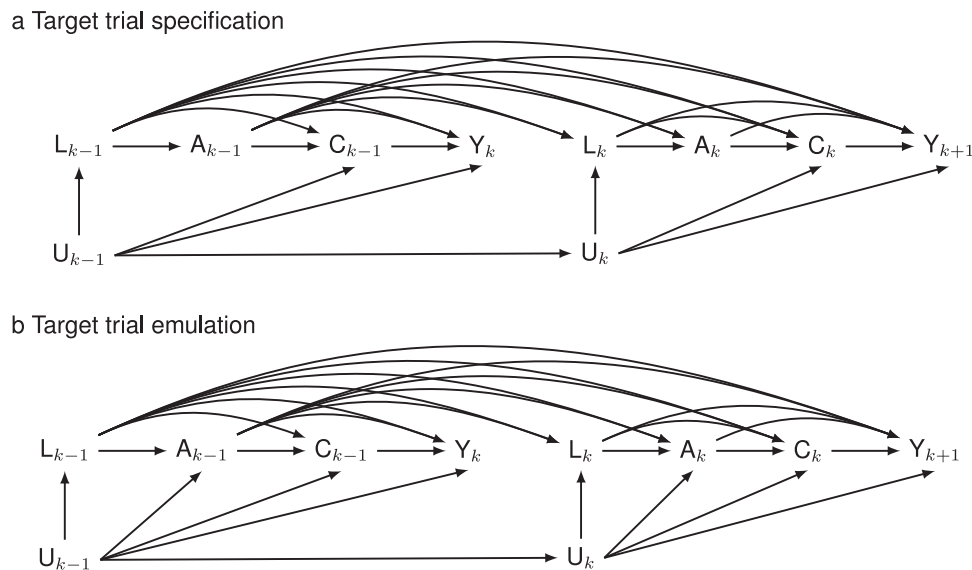 a Target trial specification
L_{k−1} A_{k−1} C_{k−1} Y_k L_k A_k C_k Y_{k+1}
U_{k−1} U_k
b Target trial emulation
L_{k−1} A_{k−1} C_{k−1} Y_k L_k A_k C_k Y_{k+1}
U_{k−1} U_k